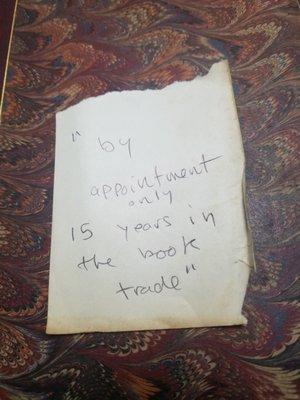 " by
appointment
only
15 years in
the book
trade"